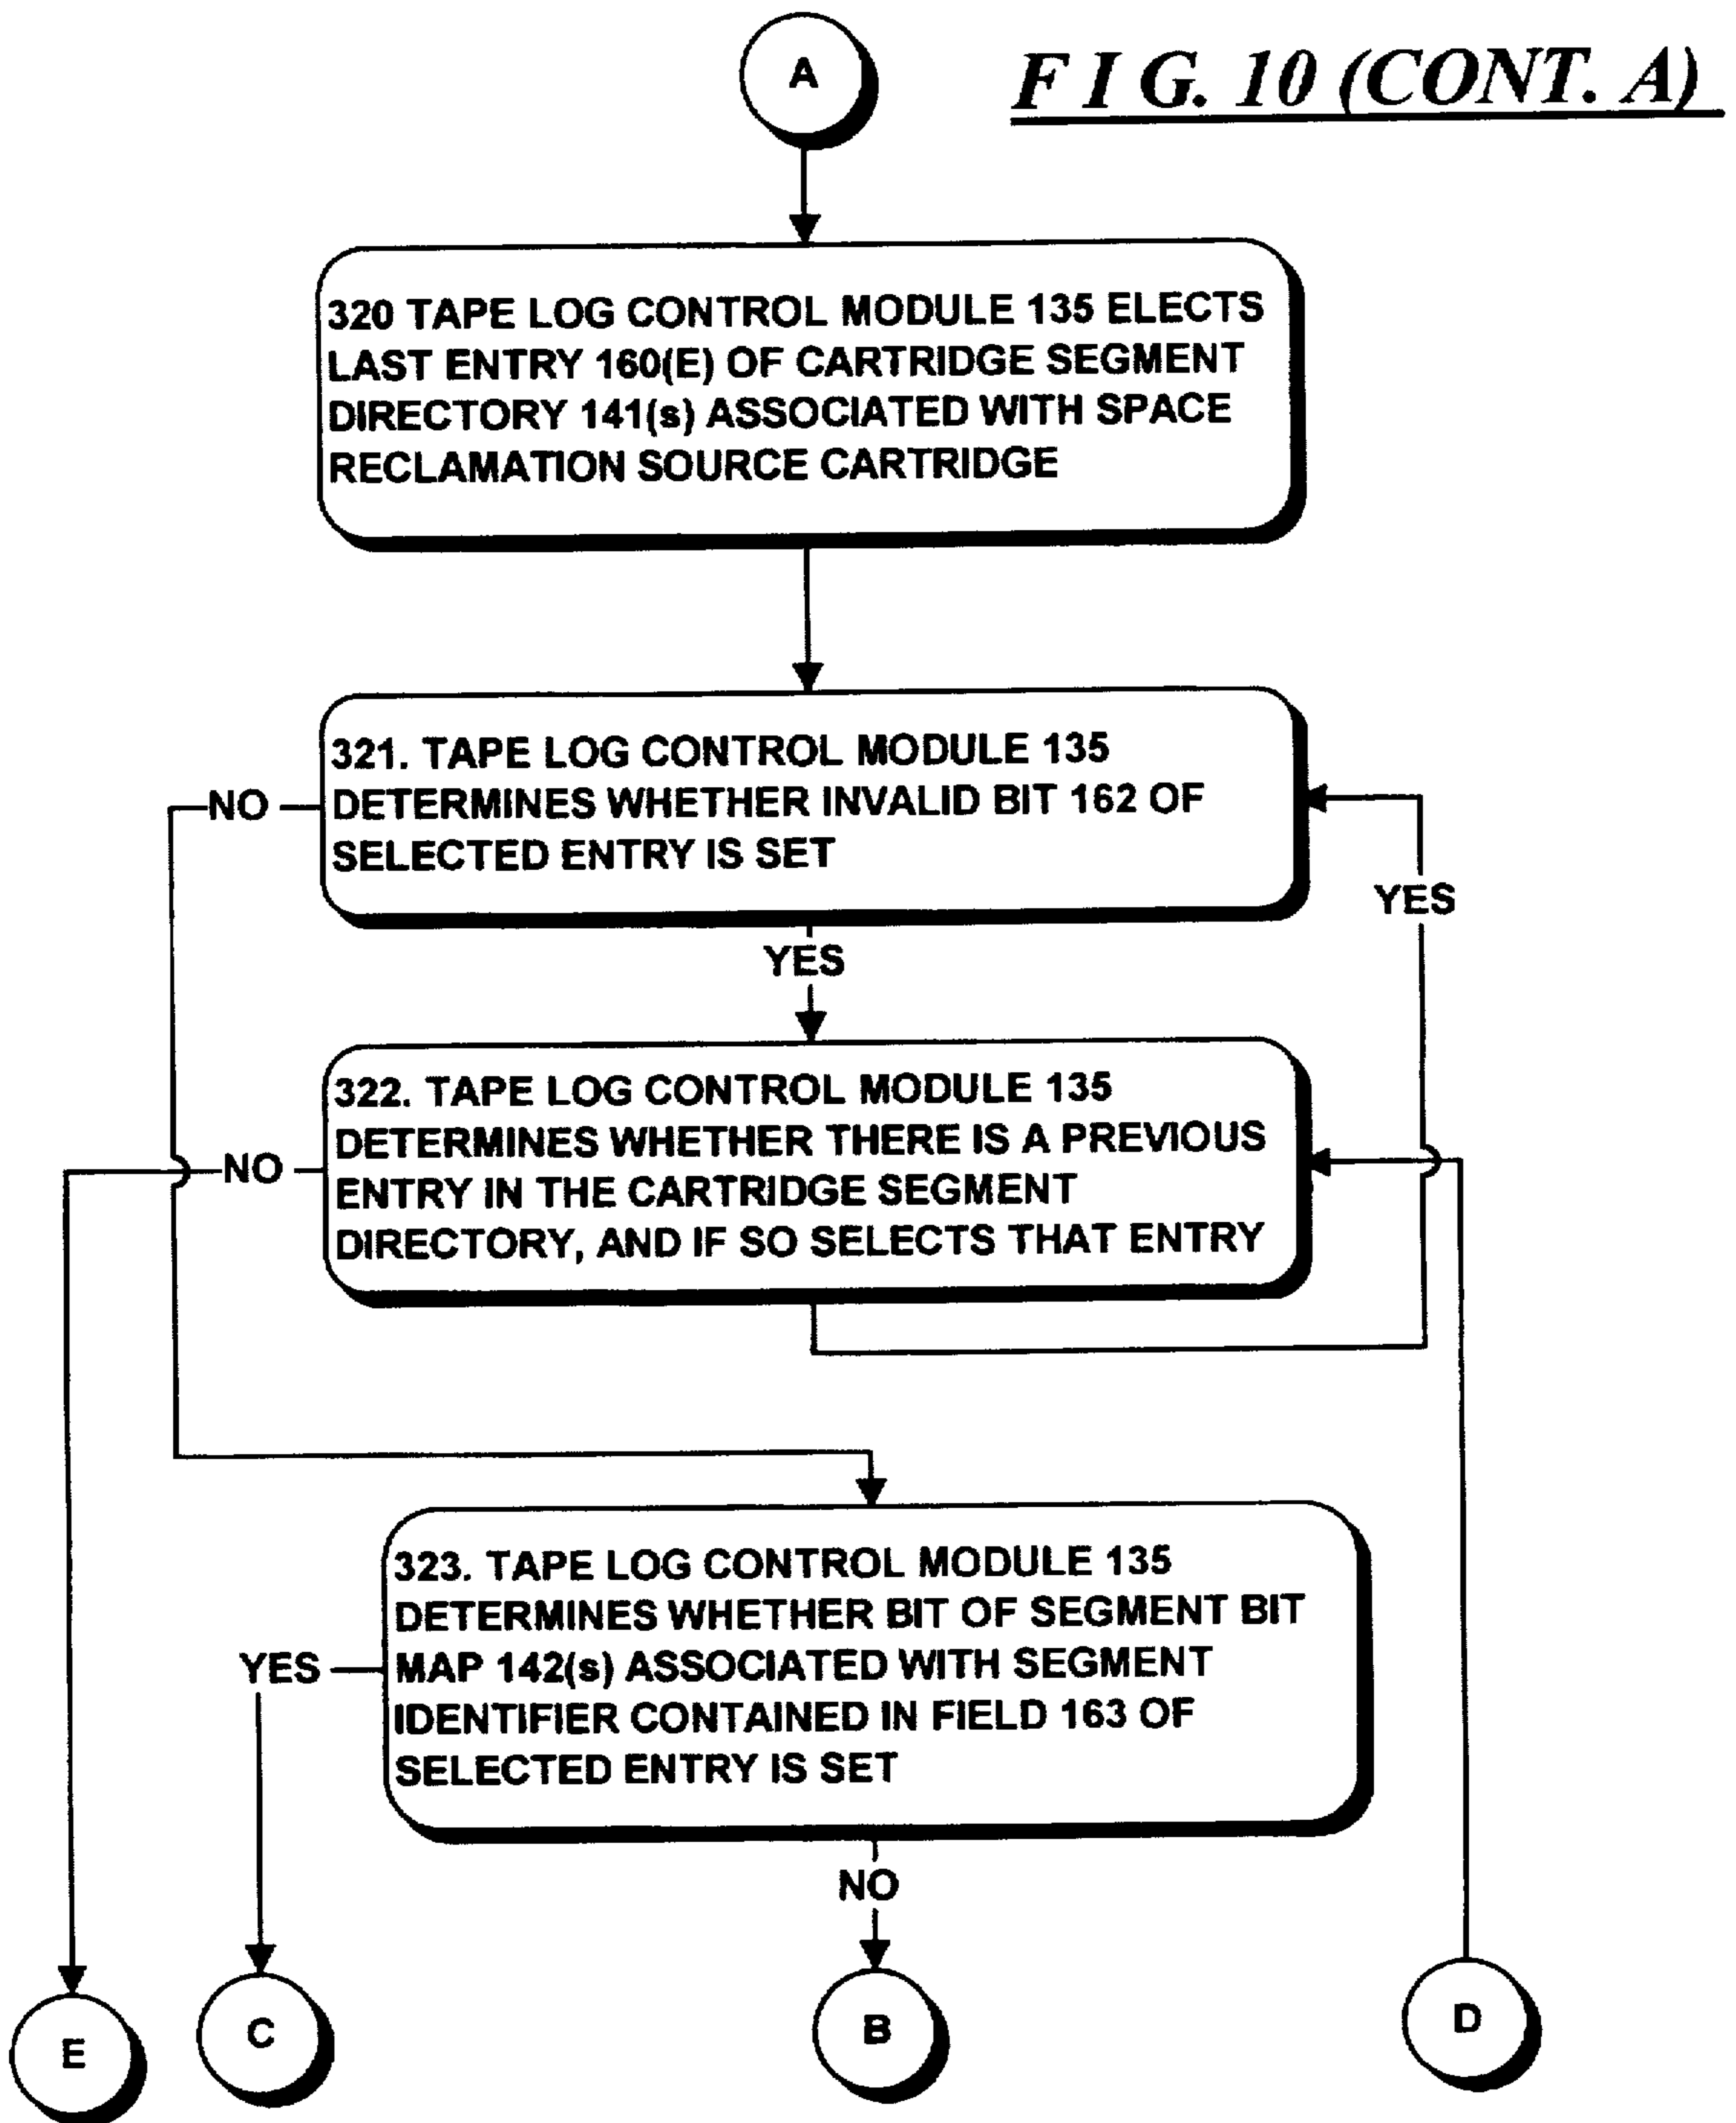 A
F I G. 10 (CONT. A)
320 TAPE LOG CONTROL MODULE 135 ELECTS
LAST ENTRY 160(E) OF CARTRIDGE SEGMENT
DIRECTORY 141(s) ASSOCIATED WITH SPACE
RECLAMATION SOURCE CARTRIDGE
321. TAPE LOG CONTROL MODULE 135
DETERMINES WHETHER INVALID BIT 162 OF
SELECTED ENTRY IS SET
NO
YES
YES
322. TAPE LOG CONTROL MODULE 135
DETERMINES WHETHER THERE IS A PREVIOUS
ENTRY IN THE CARTRIDGE SEGMENT
DIRECTORY, AND IF SO SELECTS THAT ENTRY
NO
323. TAPE LOG CONTROL MODULE 135
DETERMINES WHETHER BIT OF SEGMENT BIT
MAP 142(s) ASSOCIATED WITH SEGMENT
IDENTIFIER CONTAINED IN FIELD 163 OF
SELECTED ENTRY IS SET
YES
NO
E
C
B
D